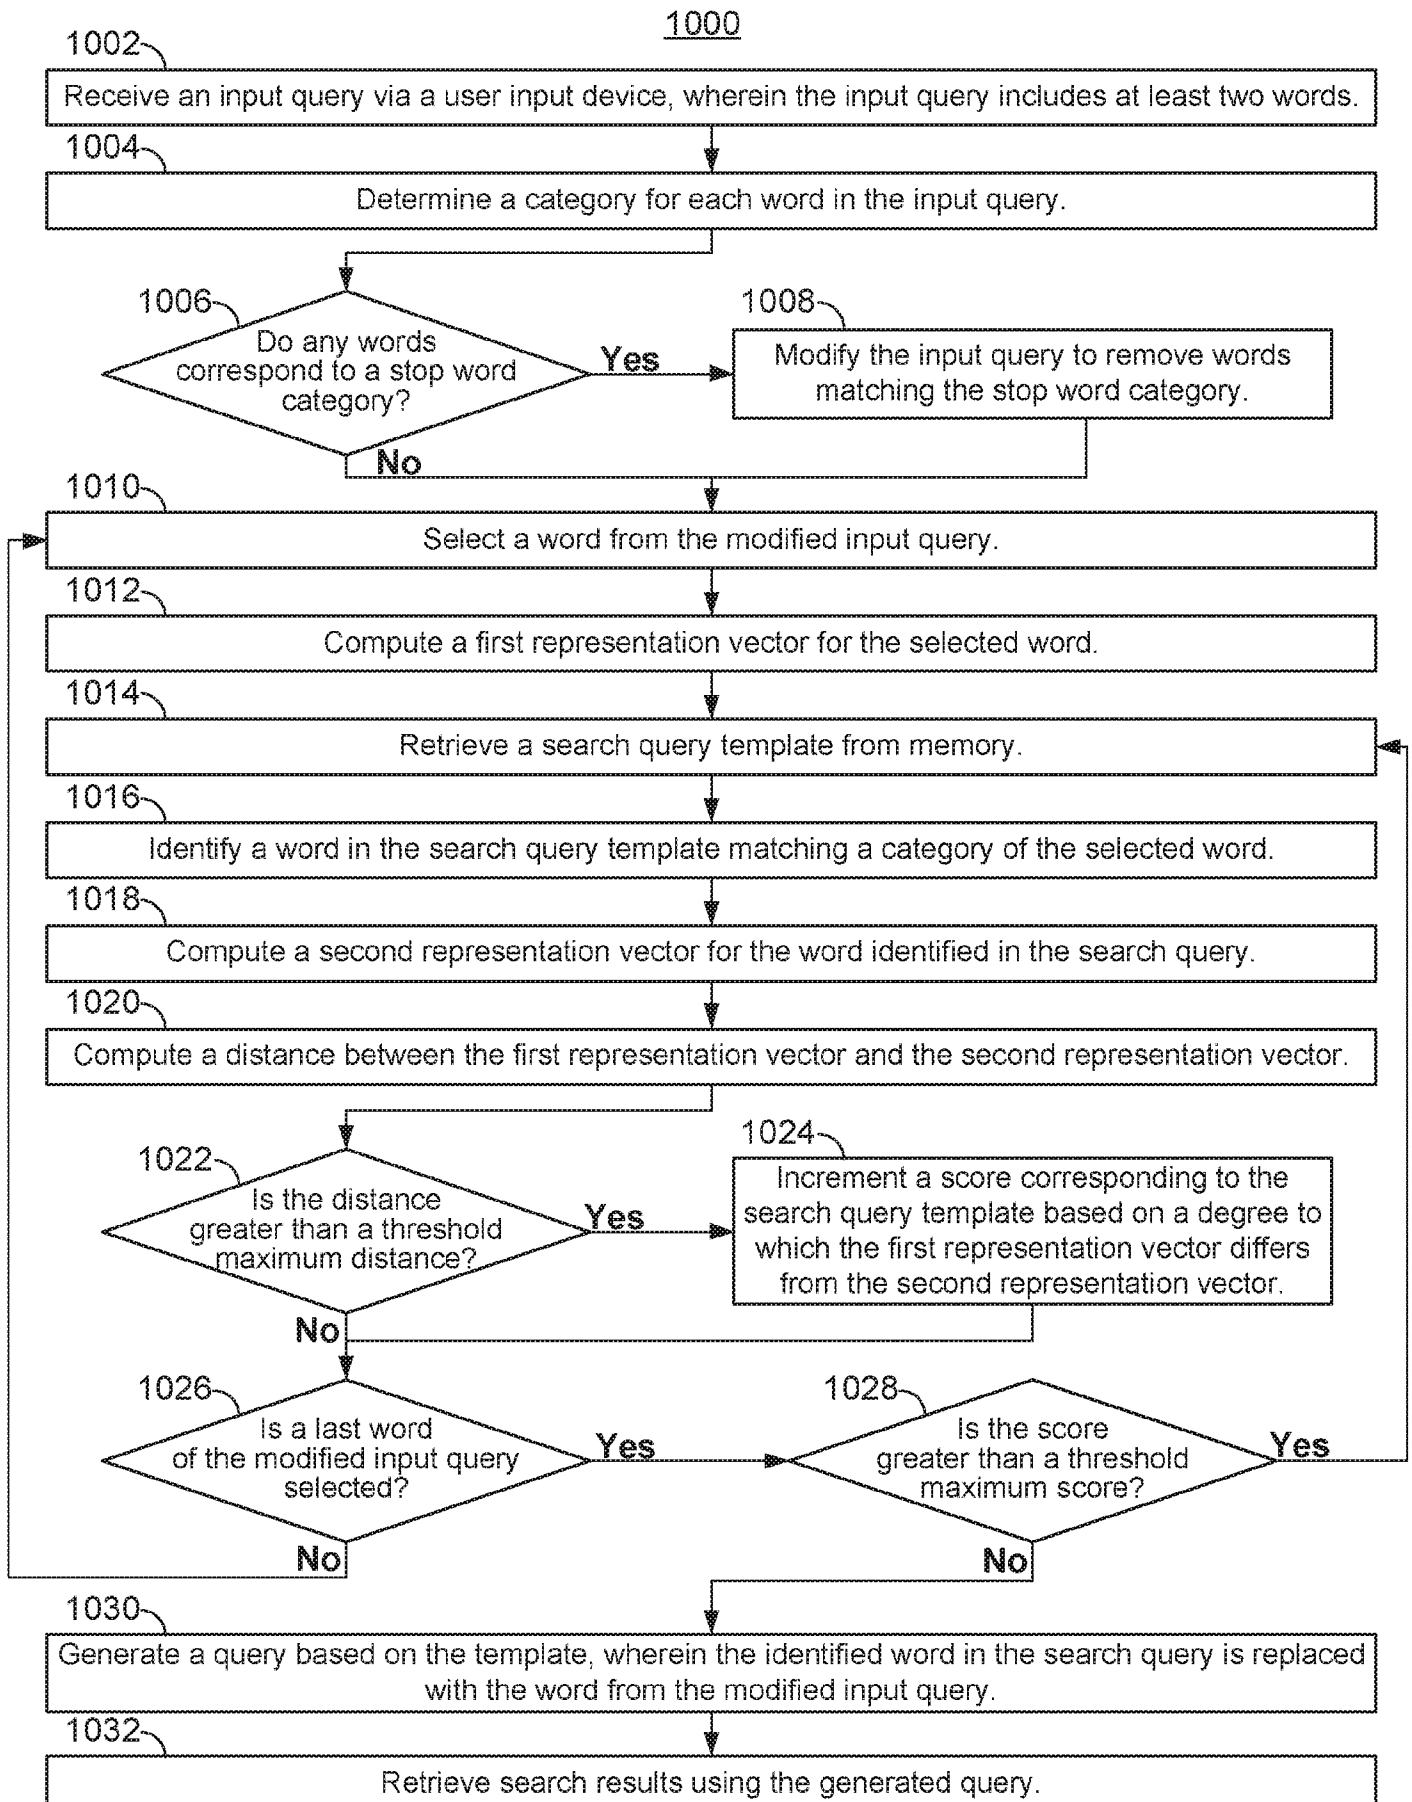 1000
1002
Receive an input query via a user input device, wherein the input query includes at least two words.
1004
Determine a category for each word in the input query.
1006
Do any words
correspond to a stop word
category?
Yes
1008
Modify the input query to remove words
matching the stop word category.
No
1010
Select a word from the modified input query.
1012
Compute a first representation vector for the selected word.
1014
Retrieve a search query template from memory.
1016
Identify a word in the search query template matching a category of the selected word.
1018
Compute a second representation vector for the word identified in the search query.
1020
Compute a distance between the first representation vector and the second representation vector.
1022
Is the distance
greater than a threshold
maximum distance?
Yes
1024
Increment a score corresponding to the
search query template based on a degree to
which the first representation vector differs
from the second representation vector.
No
1026
Is a last word
of the modified input query
selected?
Yes
1028
Is the score
greater than a threshold
maximum score?
Yes
No
No
1030
Generate a query based on the template, wherein the identified word in the search query is replaced
with the word from the modified input query.
1032
Retrieve search results using the generated query.